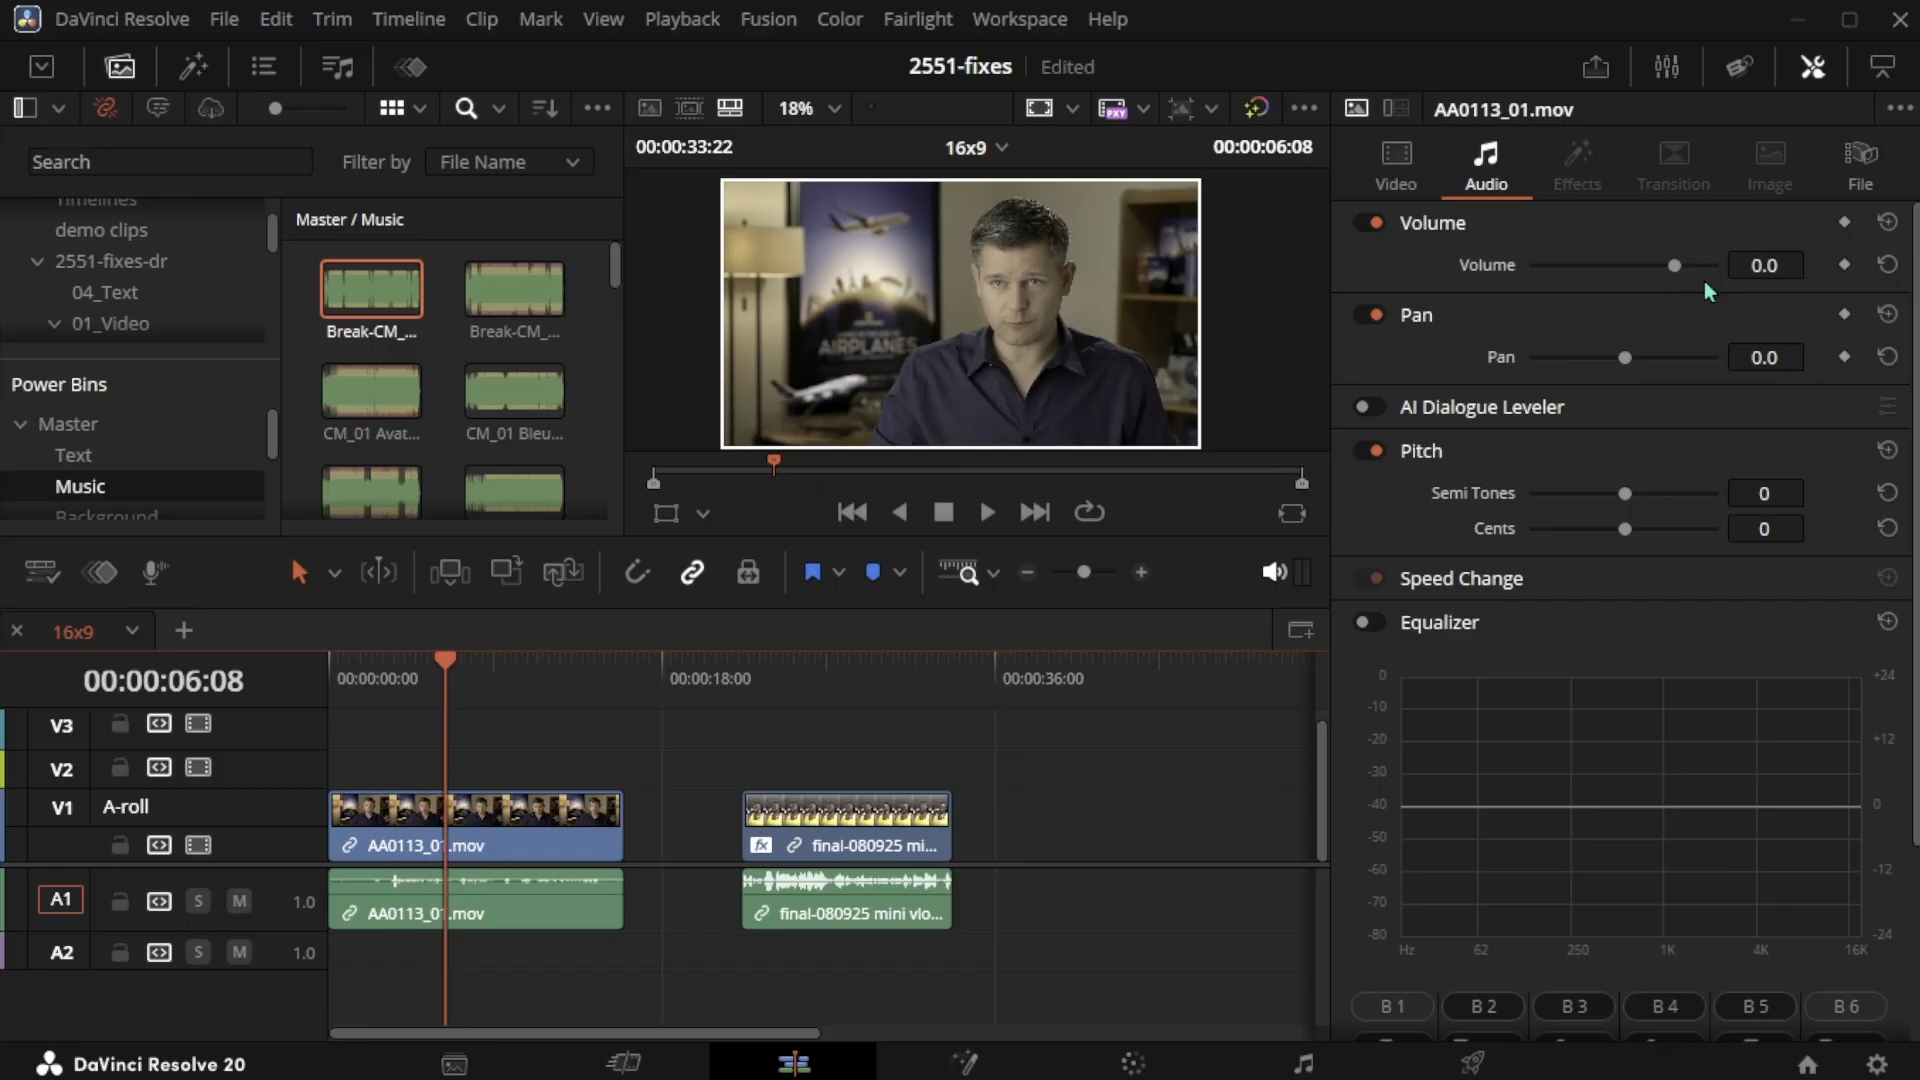 DaVinci Resolve File Edit Trim Timeline Clip Mark View Playback Fusion Color Fairlight Workspace Help
2551-fixes Edited
18% PXY AA0113_01.mov
Search Filter by File Name
00:00:33:22 16x9 00:00:06:08
Video Audio Effects Transition Image File
Timelines
demo clips
2551-fixes-dr
04_Text
01_Video
Power Bins
Master
Text
Music
Background
Master / Music
Break-CM_... Break-CM_...
CM_01 Avat... CM_01 Bleu...
AIRPLANES
Volume
Volume 0.0
Pan
Pan 0.0
AI Dialogue Leveler
Pitch
Semi Tones 0
Cents 0
Speed Change
Equalizer
0 +24
-10
-20 +12
-30
-40 0
-50
-60 -12
-70
-80 -24
Hz 62 250 1K 4K 16K
B 1 B 2 B 3 B 4 B 5 B 6
16x9
00:00:06:08 00:00:00:00 00:00:18:00 00:00:36:00
V3
V2
V1 A-roll
AA0113_01.mov fx final-080925 mi...
A1 S M 1.0
AA0113_01.mov final-080925 mini vlo...
A2 S M 1.0
DaVinci Resolve 20